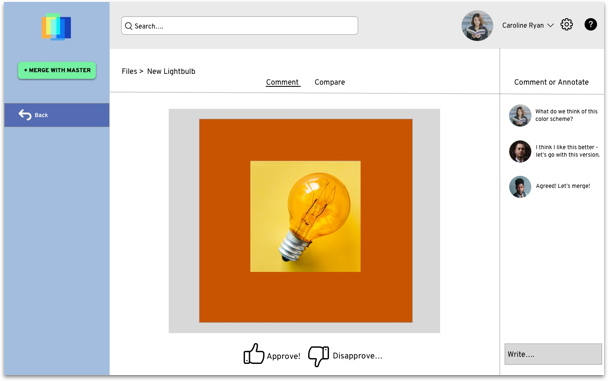 Search....
Caroline Ryan
?
+ MERGE WITH MASTER
Back
Files > New Lightbulb
Comment Compare
Comment or Annotate
What do we think of this
color scheme?
I think I like this better -
let's go with this version.
Agreed! Let's merge!
Approve! Disapprove...
Write....